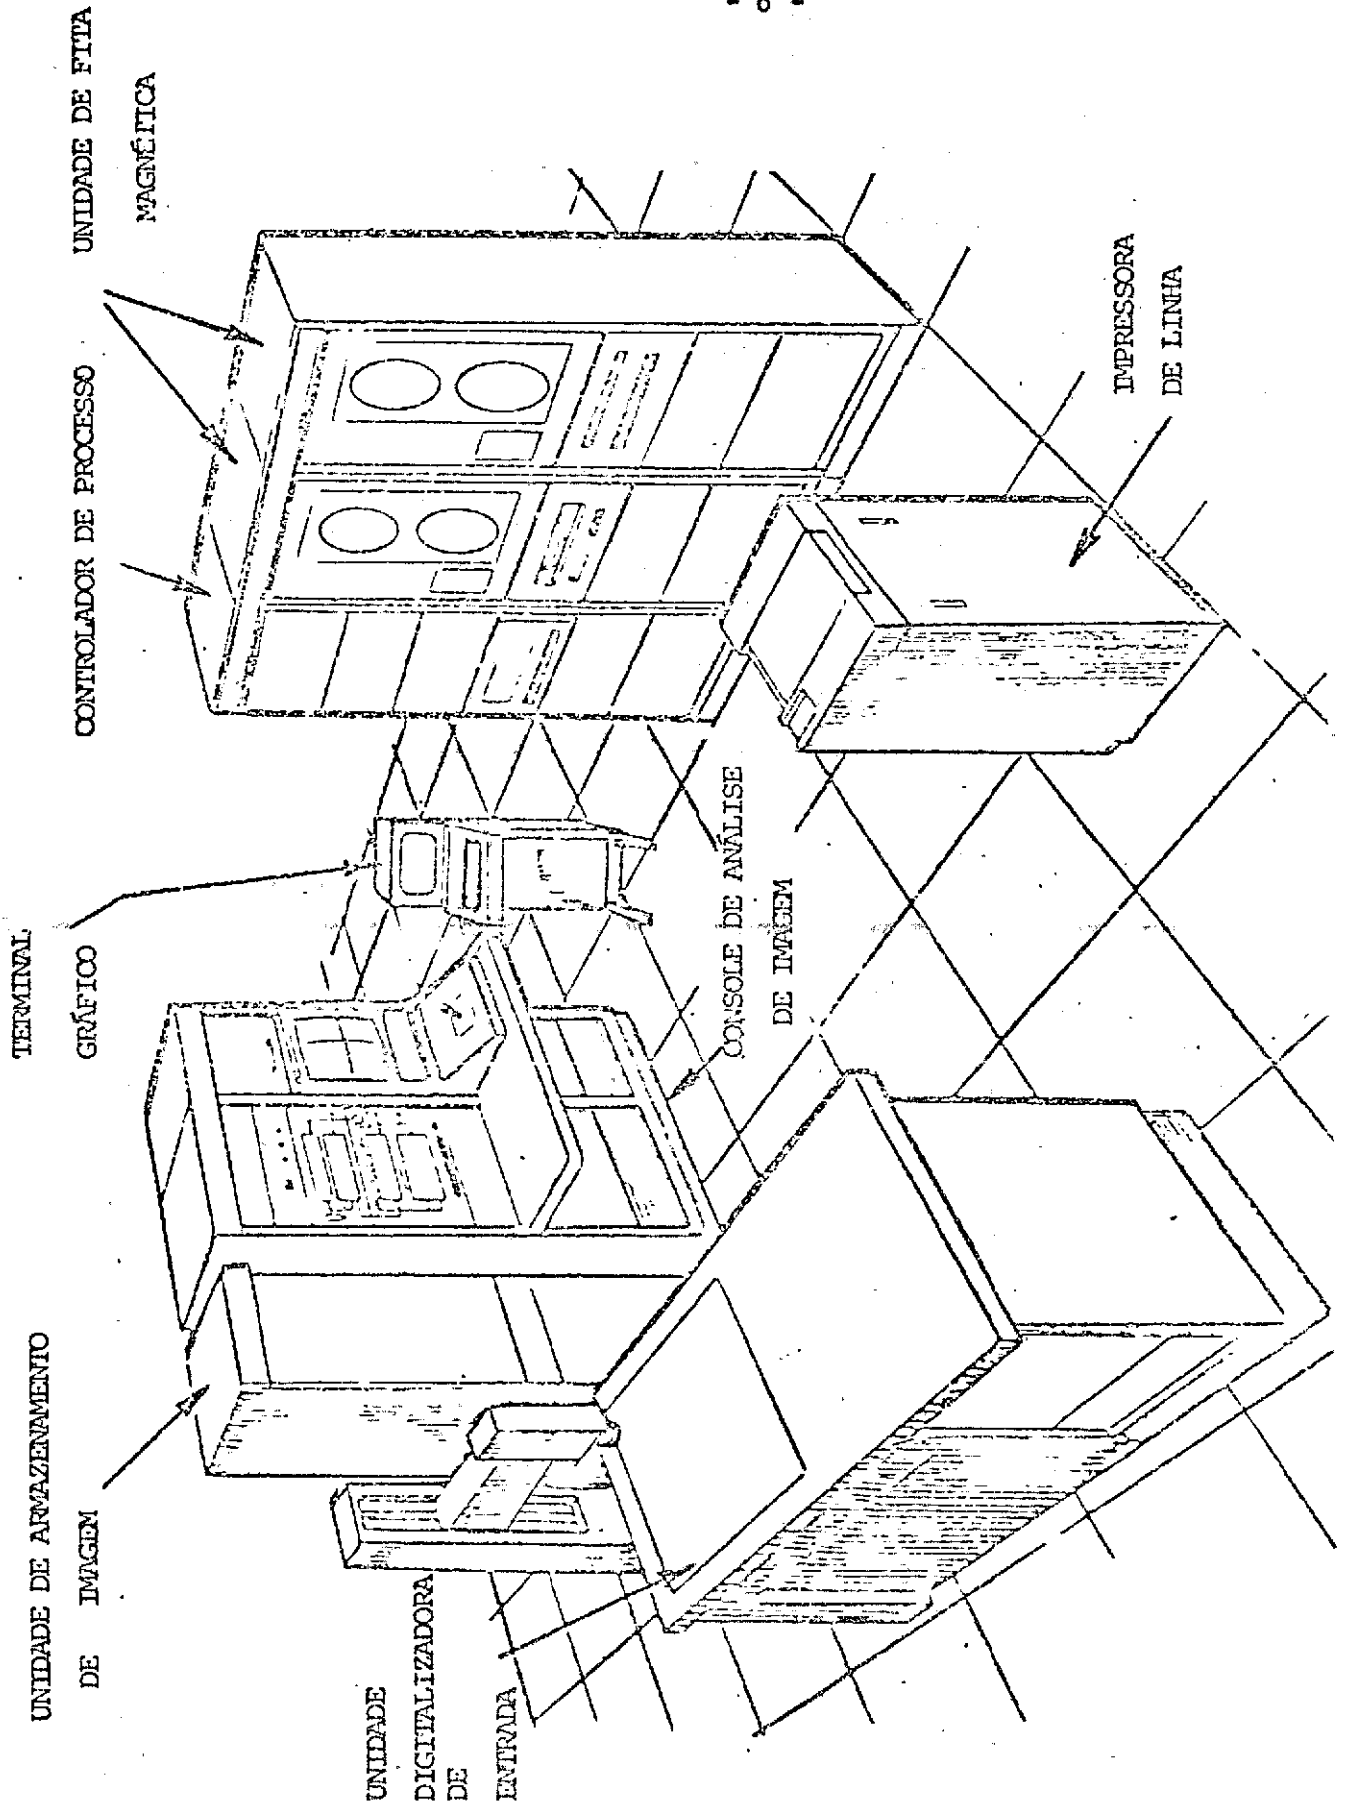 - 6 -
UNIDADE DE ARMAZENAMENTO
DE IMAGEM
TERMINAL
GRÁFICO
CONTROLADOR DE PROCESSO
UNIDADE DE FITA
MAGNÉTICA
UNIDADE
DIGITALIZADORA
DE
ENTRADA
CONSOLE DE ANÁLISE
DE IMAGEM
IMPRESSORA
DE LINHA